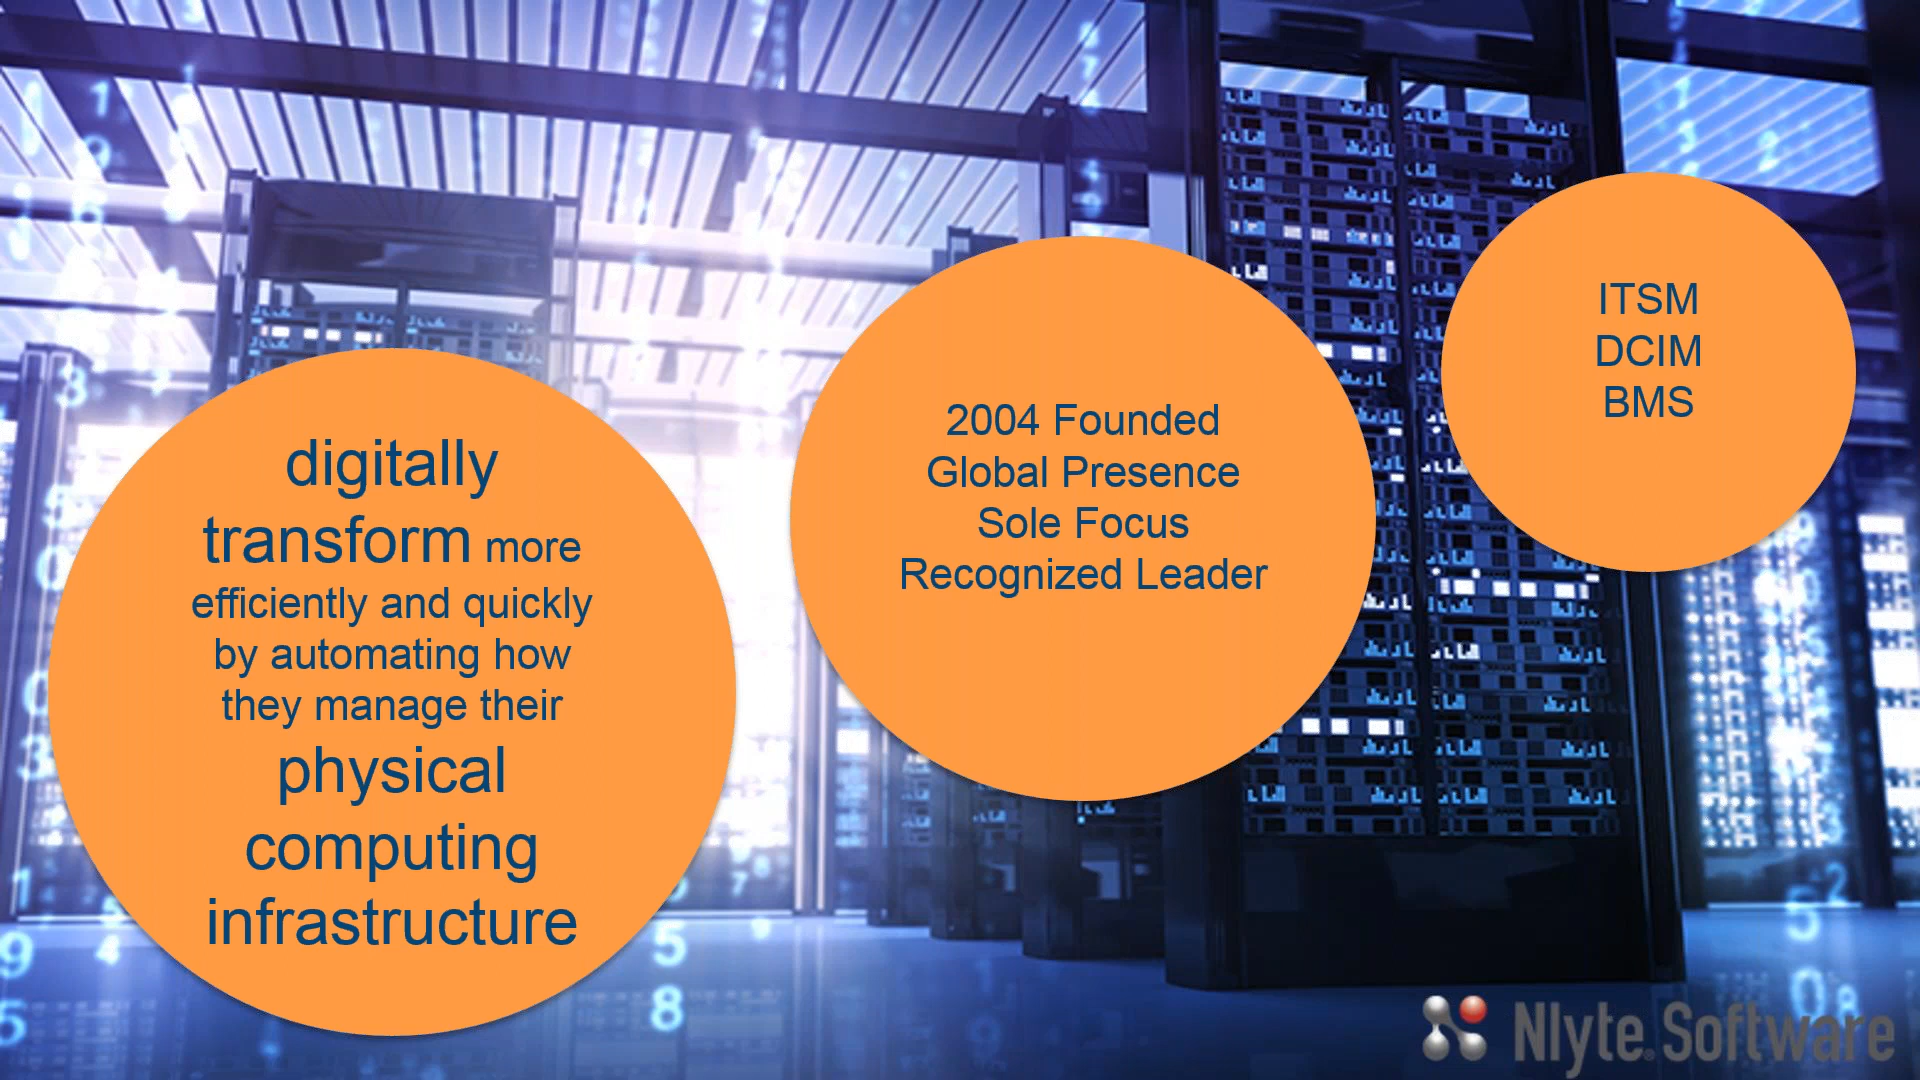 digitally
transform more
efficiently and quickly
by automating how
they manage their
physical
computing
infrastructure
2004 Founded
Global Presence
Sole Focus
Recognized Leader
ITSM
DCIM
BMS
Nlyte Software